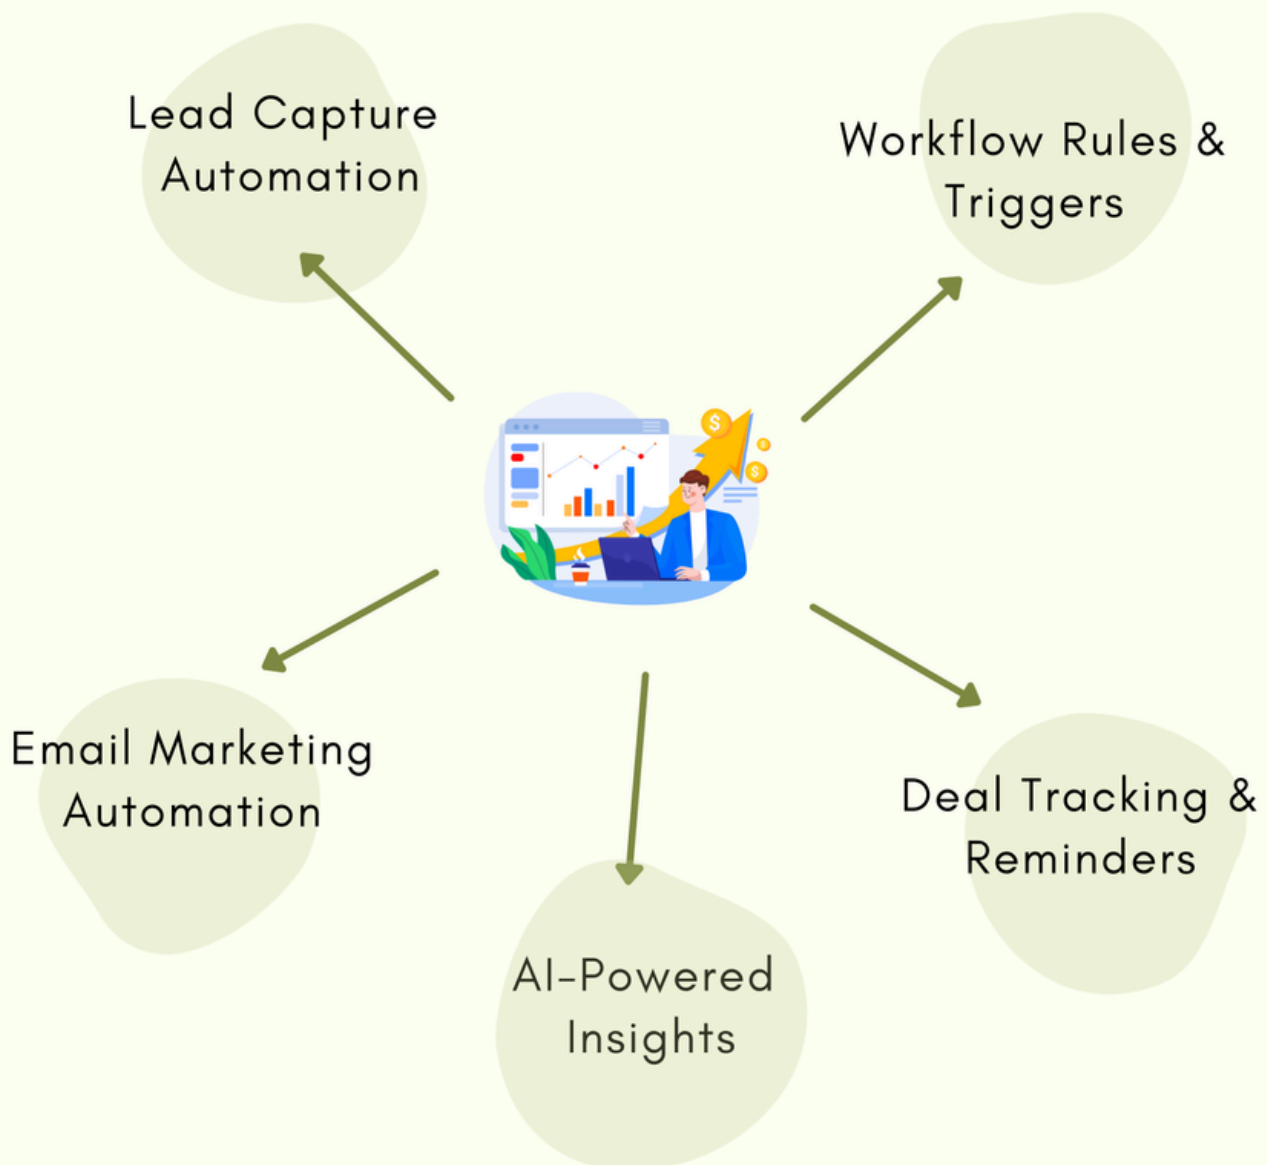 Lead Capture
Automation
Workflow Rules &
Triggers
$
$
$
Email Marketing
Automation
Deal Tracking &
Reminders
AI-Powered
Insights